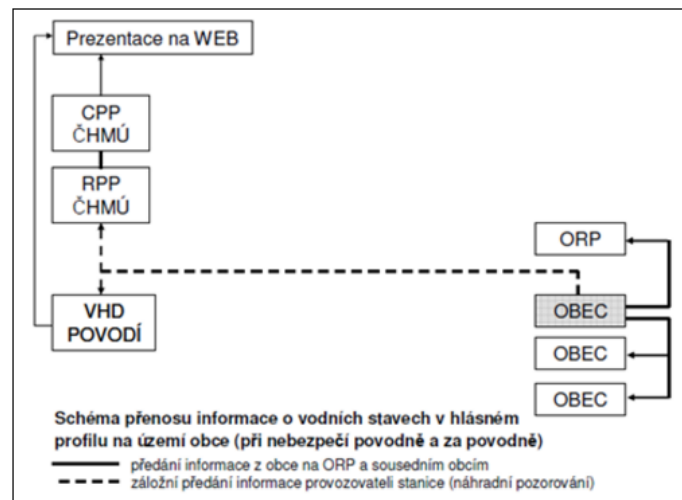 Prezentace na WEB
CPP
ČHMÚ
RPP
ČHMÚ
ORP
VHD
POVODÍ
OBEC
OBEC
OBEC
Schéma přenosu informace o vodních stavech v hlásném
profilu na území obce (při nebezpečí povodně a za povodně)
předání informace z obce na ORP a sousedním obcím
záložní předání informace provozovateli stanice (náhradní pozorování)